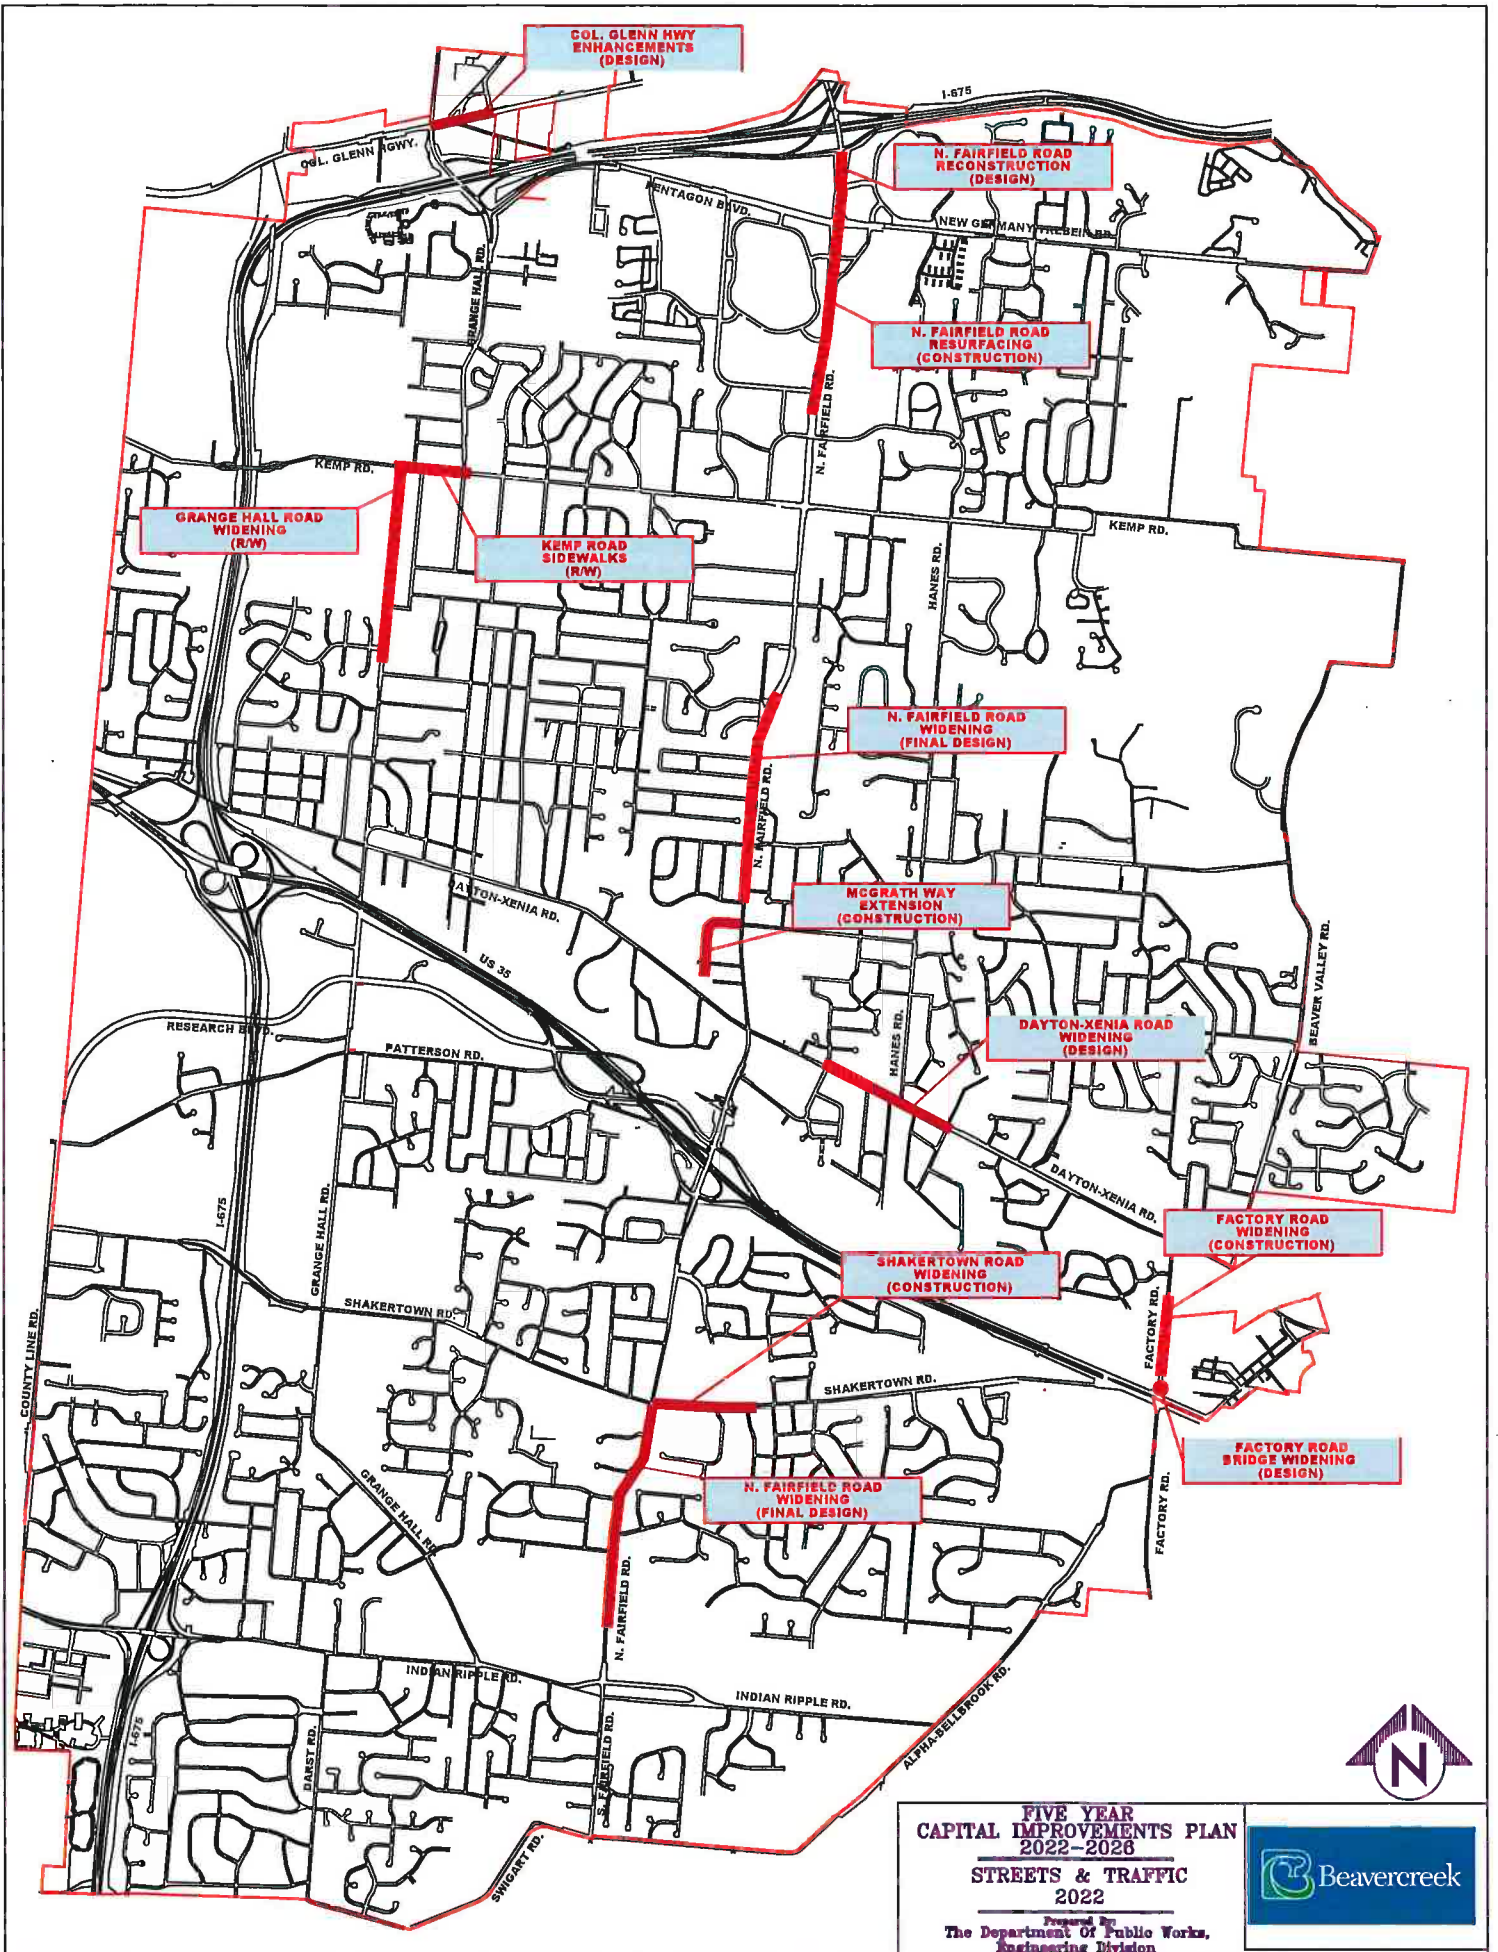 COL. GLENN HWY
ENHANCEMENTS
(DESIGN)
I-675
COL. GLENN HGWY.
N. FAIRFIELD ROAD
RECONSTRUCTION
(DESIGN)
PENTAGON BLVD.
NEW GERMANY TREBEIN RD.
GRANGE HALL RD.
N. FAIRFIELD ROAD
RESURFACING
(CONSTRUCTION)
N. FAIRFIELD RD.
KEMP RD.
GRANGE HALL ROAD
WIDENING
(R/W)
KEMP ROAD
SIDEWALKS
(R/W)
KEMP RD.
HANES RD.
N. FAIRFIELD ROAD
WIDENING
(FINAL DESIGN)
N. FAIRFIELD RD.
MCGRATH WAY
EXTENSION
(CONSTRUCTION)
DAYTON-XENIA RD.
US 35
BEAVER VALLEY RD.
RESEARCH BLVD.
PATTERSON RD.
HANES RD.
DAYTON-XENIA ROAD
WIDENING
(DESIGN)
DAYTON-XENIA RD.
I-675
GRANGE HALL RD.
FACTORY ROAD
WIDENING
(CONSTRUCTION)
SHAKERTOWN ROAD
WIDENING
(CONSTRUCTION)
SHAKERTOWN RD.
COUNTY LINE RD.
FACTORY RD.
SHAKERTOWN RD.
FACTORY ROAD
BRIDGE WIDENING
(DESIGN)
GRANGE HALL RD.
N. FAIRFIELD ROAD
WIDENING
(FINAL DESIGN)
FACTORY RD.
N. FAIRFIELD RD.
INDIAN RIPPLE RD.
INDIAN RIPPLE RD.
ALPHA-BELLBROOK RD.
I-675
DARST RD.
S. FAIRFIELD RD.
SWIGART RD.
N
FIVE YEAR
CAPITAL IMPROVEMENTS PLAN
2022-2026
STREETS & TRAFFIC
2022
Prepared By:
The Department Of Public Works,
Engineering Division
Beavercreek